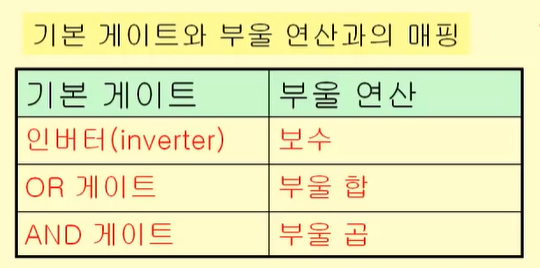 기본 게이트와 부울 연산과의 매핑
기본 게이트 부울 연산
인버터(inverter) 보수
OR 게이트 부울 합
AND 게이트 부울 곱